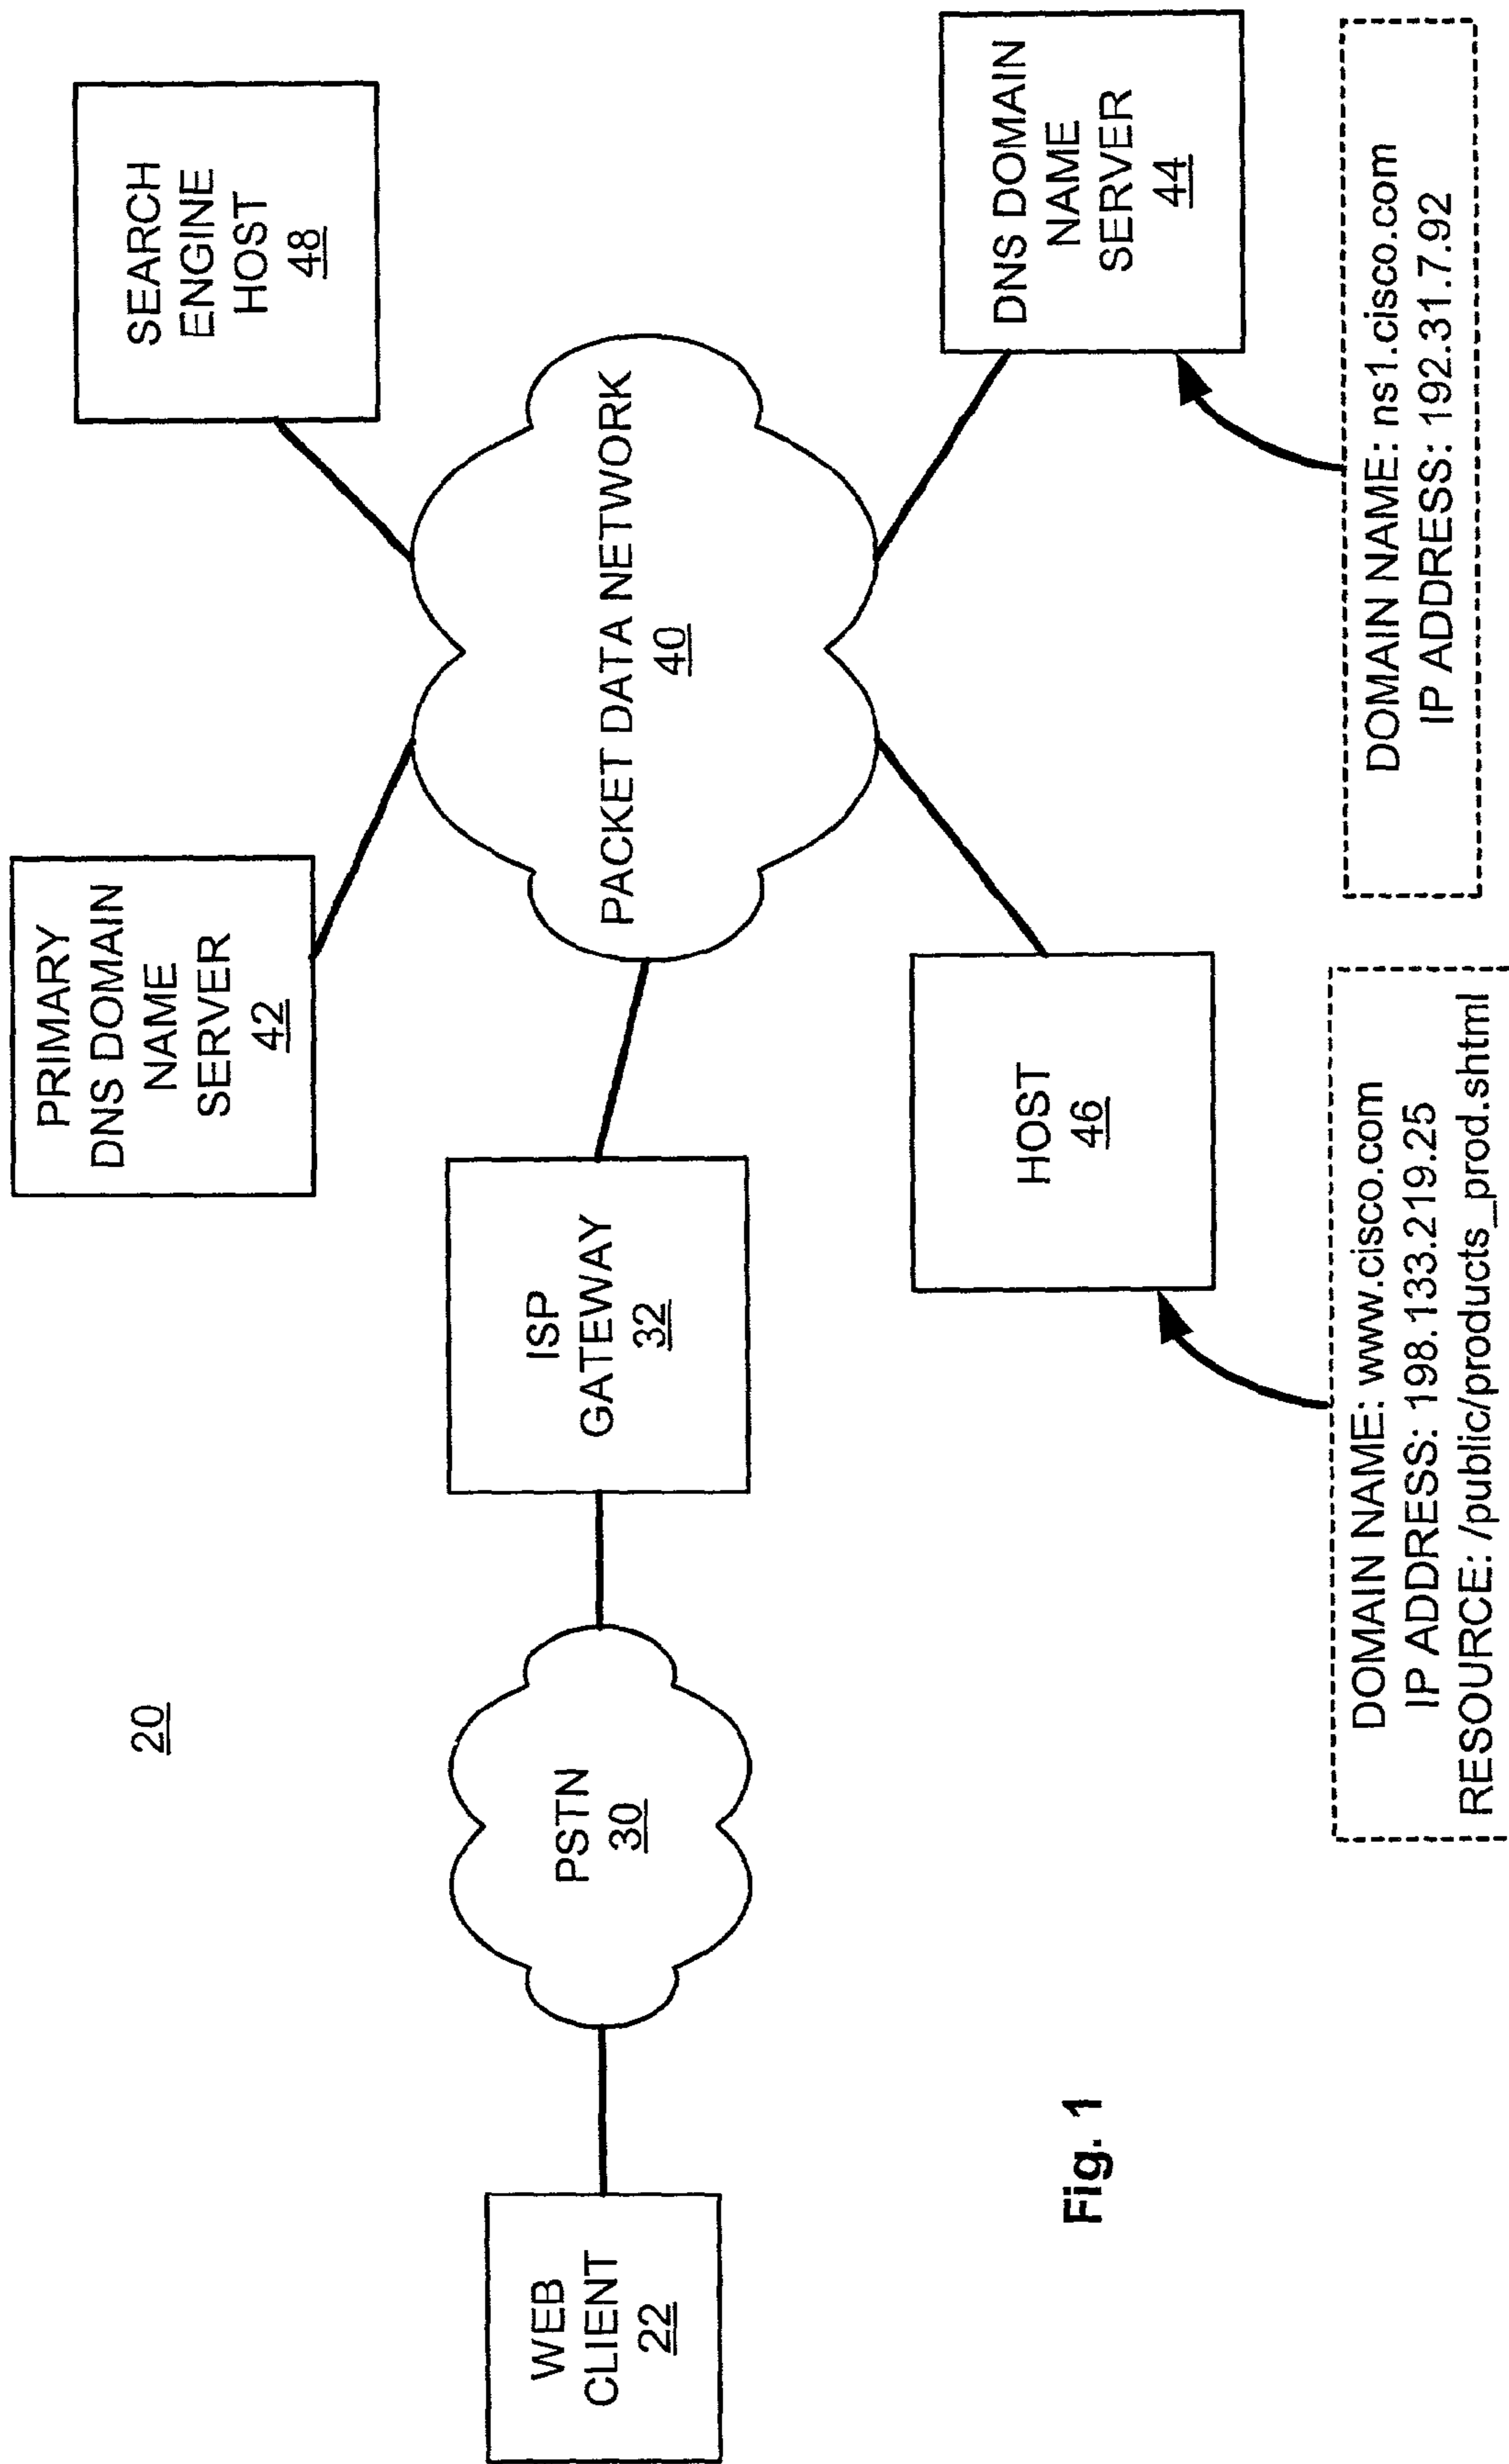 20
WEB
CLIENT
22
PSTN
30
ISP
GATEWAY
32
PRIMARY
DNS DOMAIN
NAME
SERVER
42
PACKET DATA NETWORK
40
SEARCH
ENGINE
HOST
48
HOST
46
DNS DOMAIN
NAME
SERVER
44
DOMAIN NAME: www.cisco.com
IP ADDRESS: 198.133.219.25
RESOURCE: /public/products_prod.shtml
DOMAIN NAME: ns1.cisco.com
IP ADDRESS: 192.31.7.92
Fig. 1